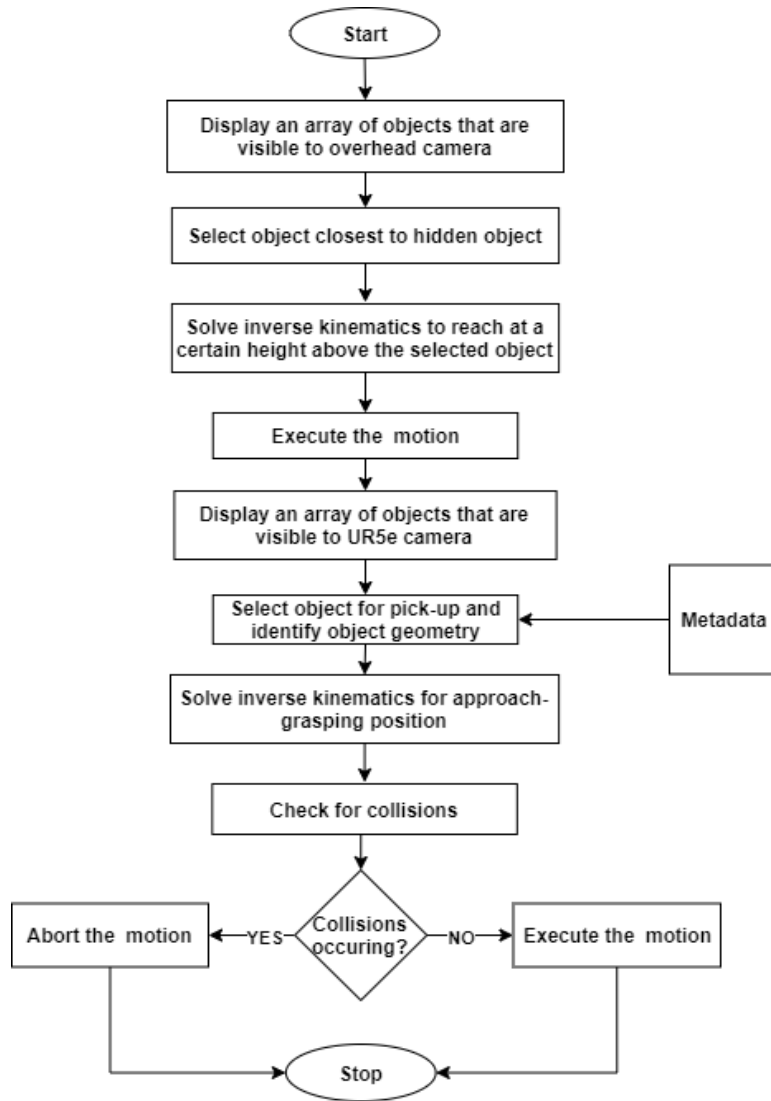 Start
Display an array of objects that are
visible to overhead camera
Select object closest to hidden object
Solve inverse kinematics to reach at a
certain height above the selected object
Execute the motion
Display an array of objects that are
visible to UR5e camera
Select object for pick-up and
identify object geometry
Metadada
Solve inverse kinematics for approach-
grasping position
Check for collisions
Collisions
occuring?
YES
NO
Abort the motion
Execute the motion
Stop